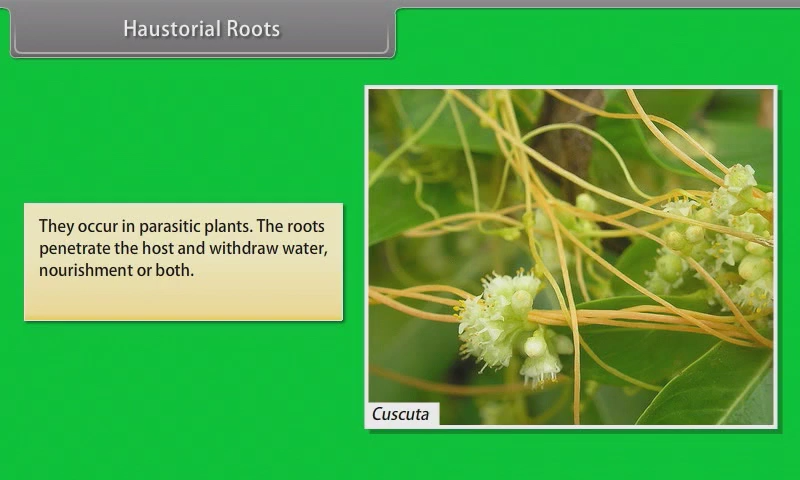 Haustorial Roots
They occur in parasitic plants. The roots
penetrate the host and withdraw water,
nourishment or both.
Cuscuta